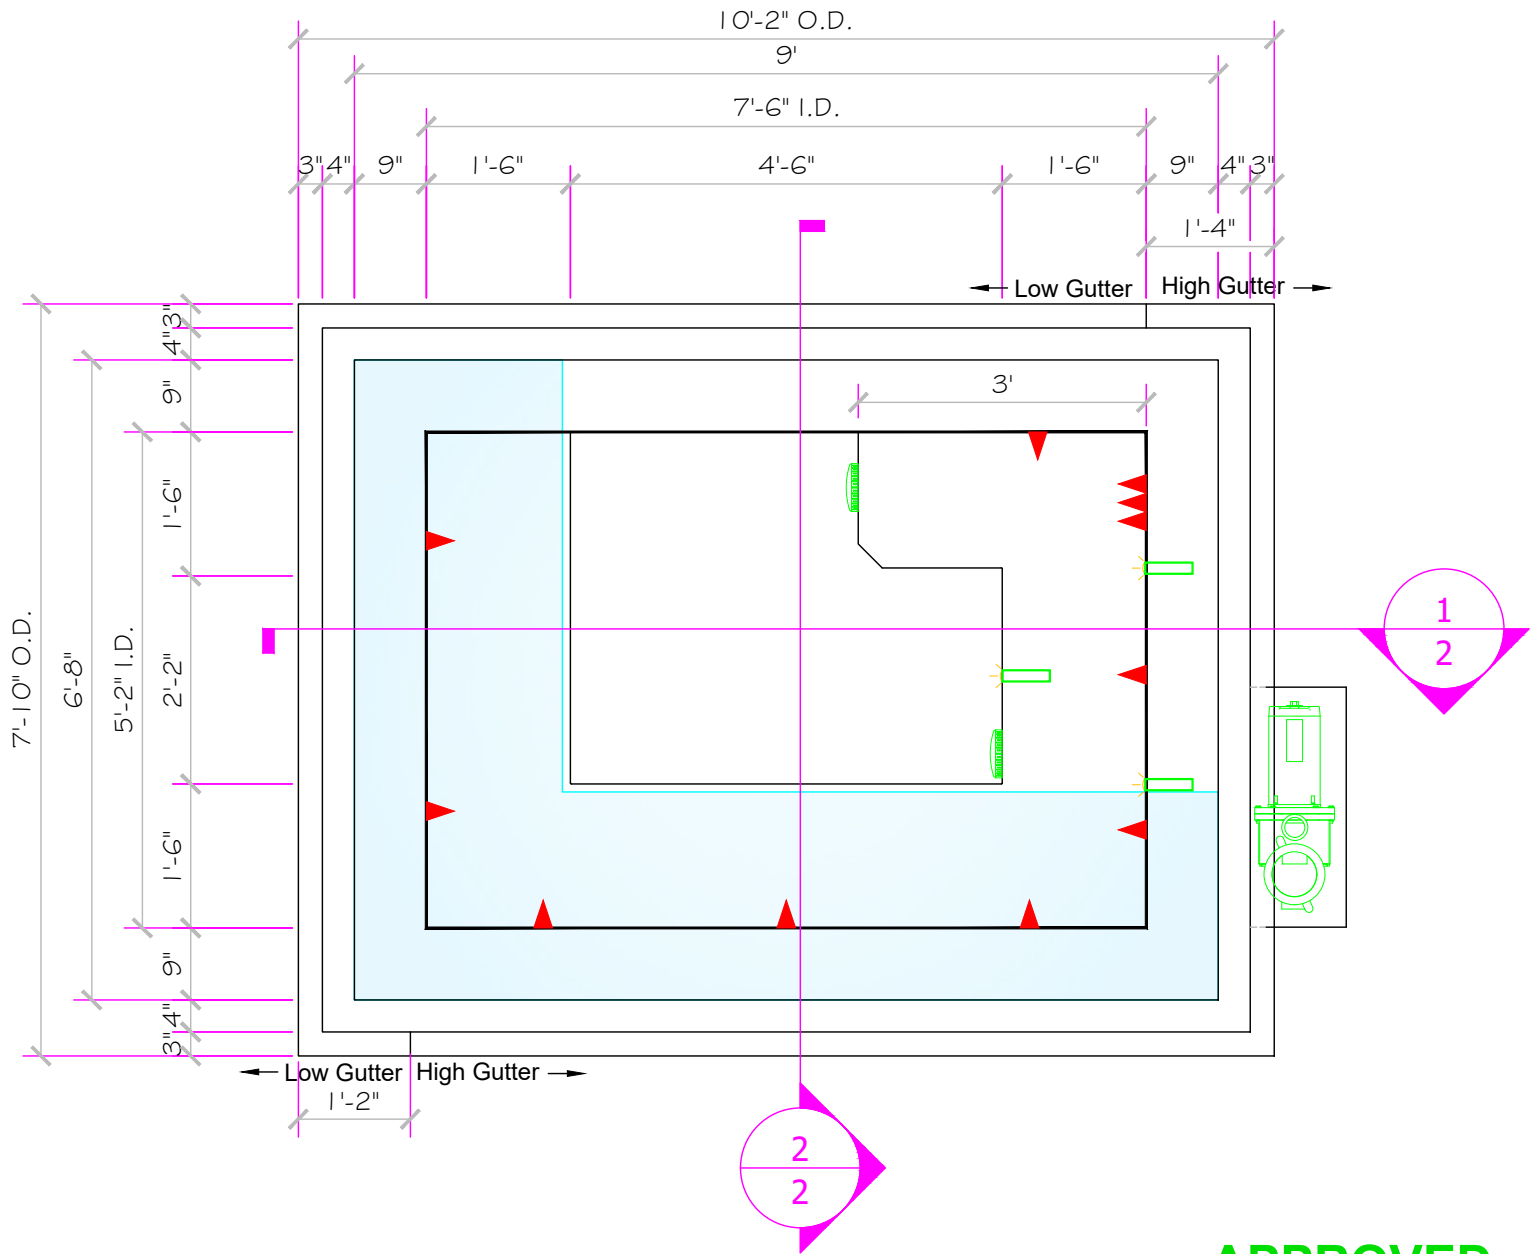 10'-2" O.D.
9'
7'-6" I.D.
3" 4" 9" 1'-6" 4'-6" 1'-6" 9" 4" 3"
1'-4"
Low Gutter High Gutter
3'
3"
4"
9"
1'-6"
2'-2"
1'-6"
9"
4"
3"
5'-2" I.D.
6'-8"
7'-10" O.D.
1
2
Low Gutter High Gutter
1'-2"
2
2
APPROVED